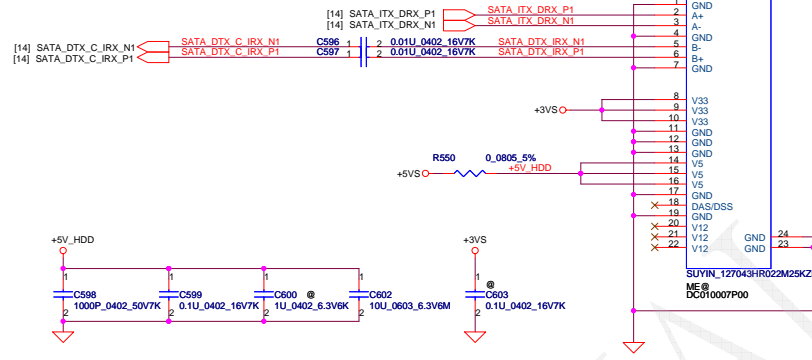 1 GND
[14] SATA_ITX_DRX_P1 SATA_ITX_DRX_P1 2 A+
[14] SATA_ITX_DRX_N1 SATA_ITX_DRX_N1 3 A-
4 GND
[14] SATA_DTX_C_IRX_N1 SATA_DTX_C_IRX_N1 C596 1 2 0.01U_0402_16V7K SATA_DTX_IRX_N1 5 B-
[14] SATA_DTX_C_IRX_P1 SATA_DTX_C_IRX_P1 C597 1 2 0.01U_0402_16V7K SATA_DTX_IRX_P1 6 B+
7 GND
8 V33
+3VS 9 V33
10 V33
11 GND
12 GND
13 GND
R550 0_0805_5% 14 V5
+5VS +5V_HDD 15 V5
16 V5
17 GND
18 DAS/DSS
19 GND
20 V12
21 V12 GND 24
22 V12 GND 23
SUYIN_127043HR022M25KZ
ME@
DC010007P00
+5V_HDD +3VS
1 1 1 1 1
@ @
C598 C599 C600 C602 C603
1000P_0402_50V7K 0.1U_0402_16V7K 1U_0402_6.3V6K 10U_0603_6.3V6M 0.1U_0402_16V7K
2 2 2 2 2